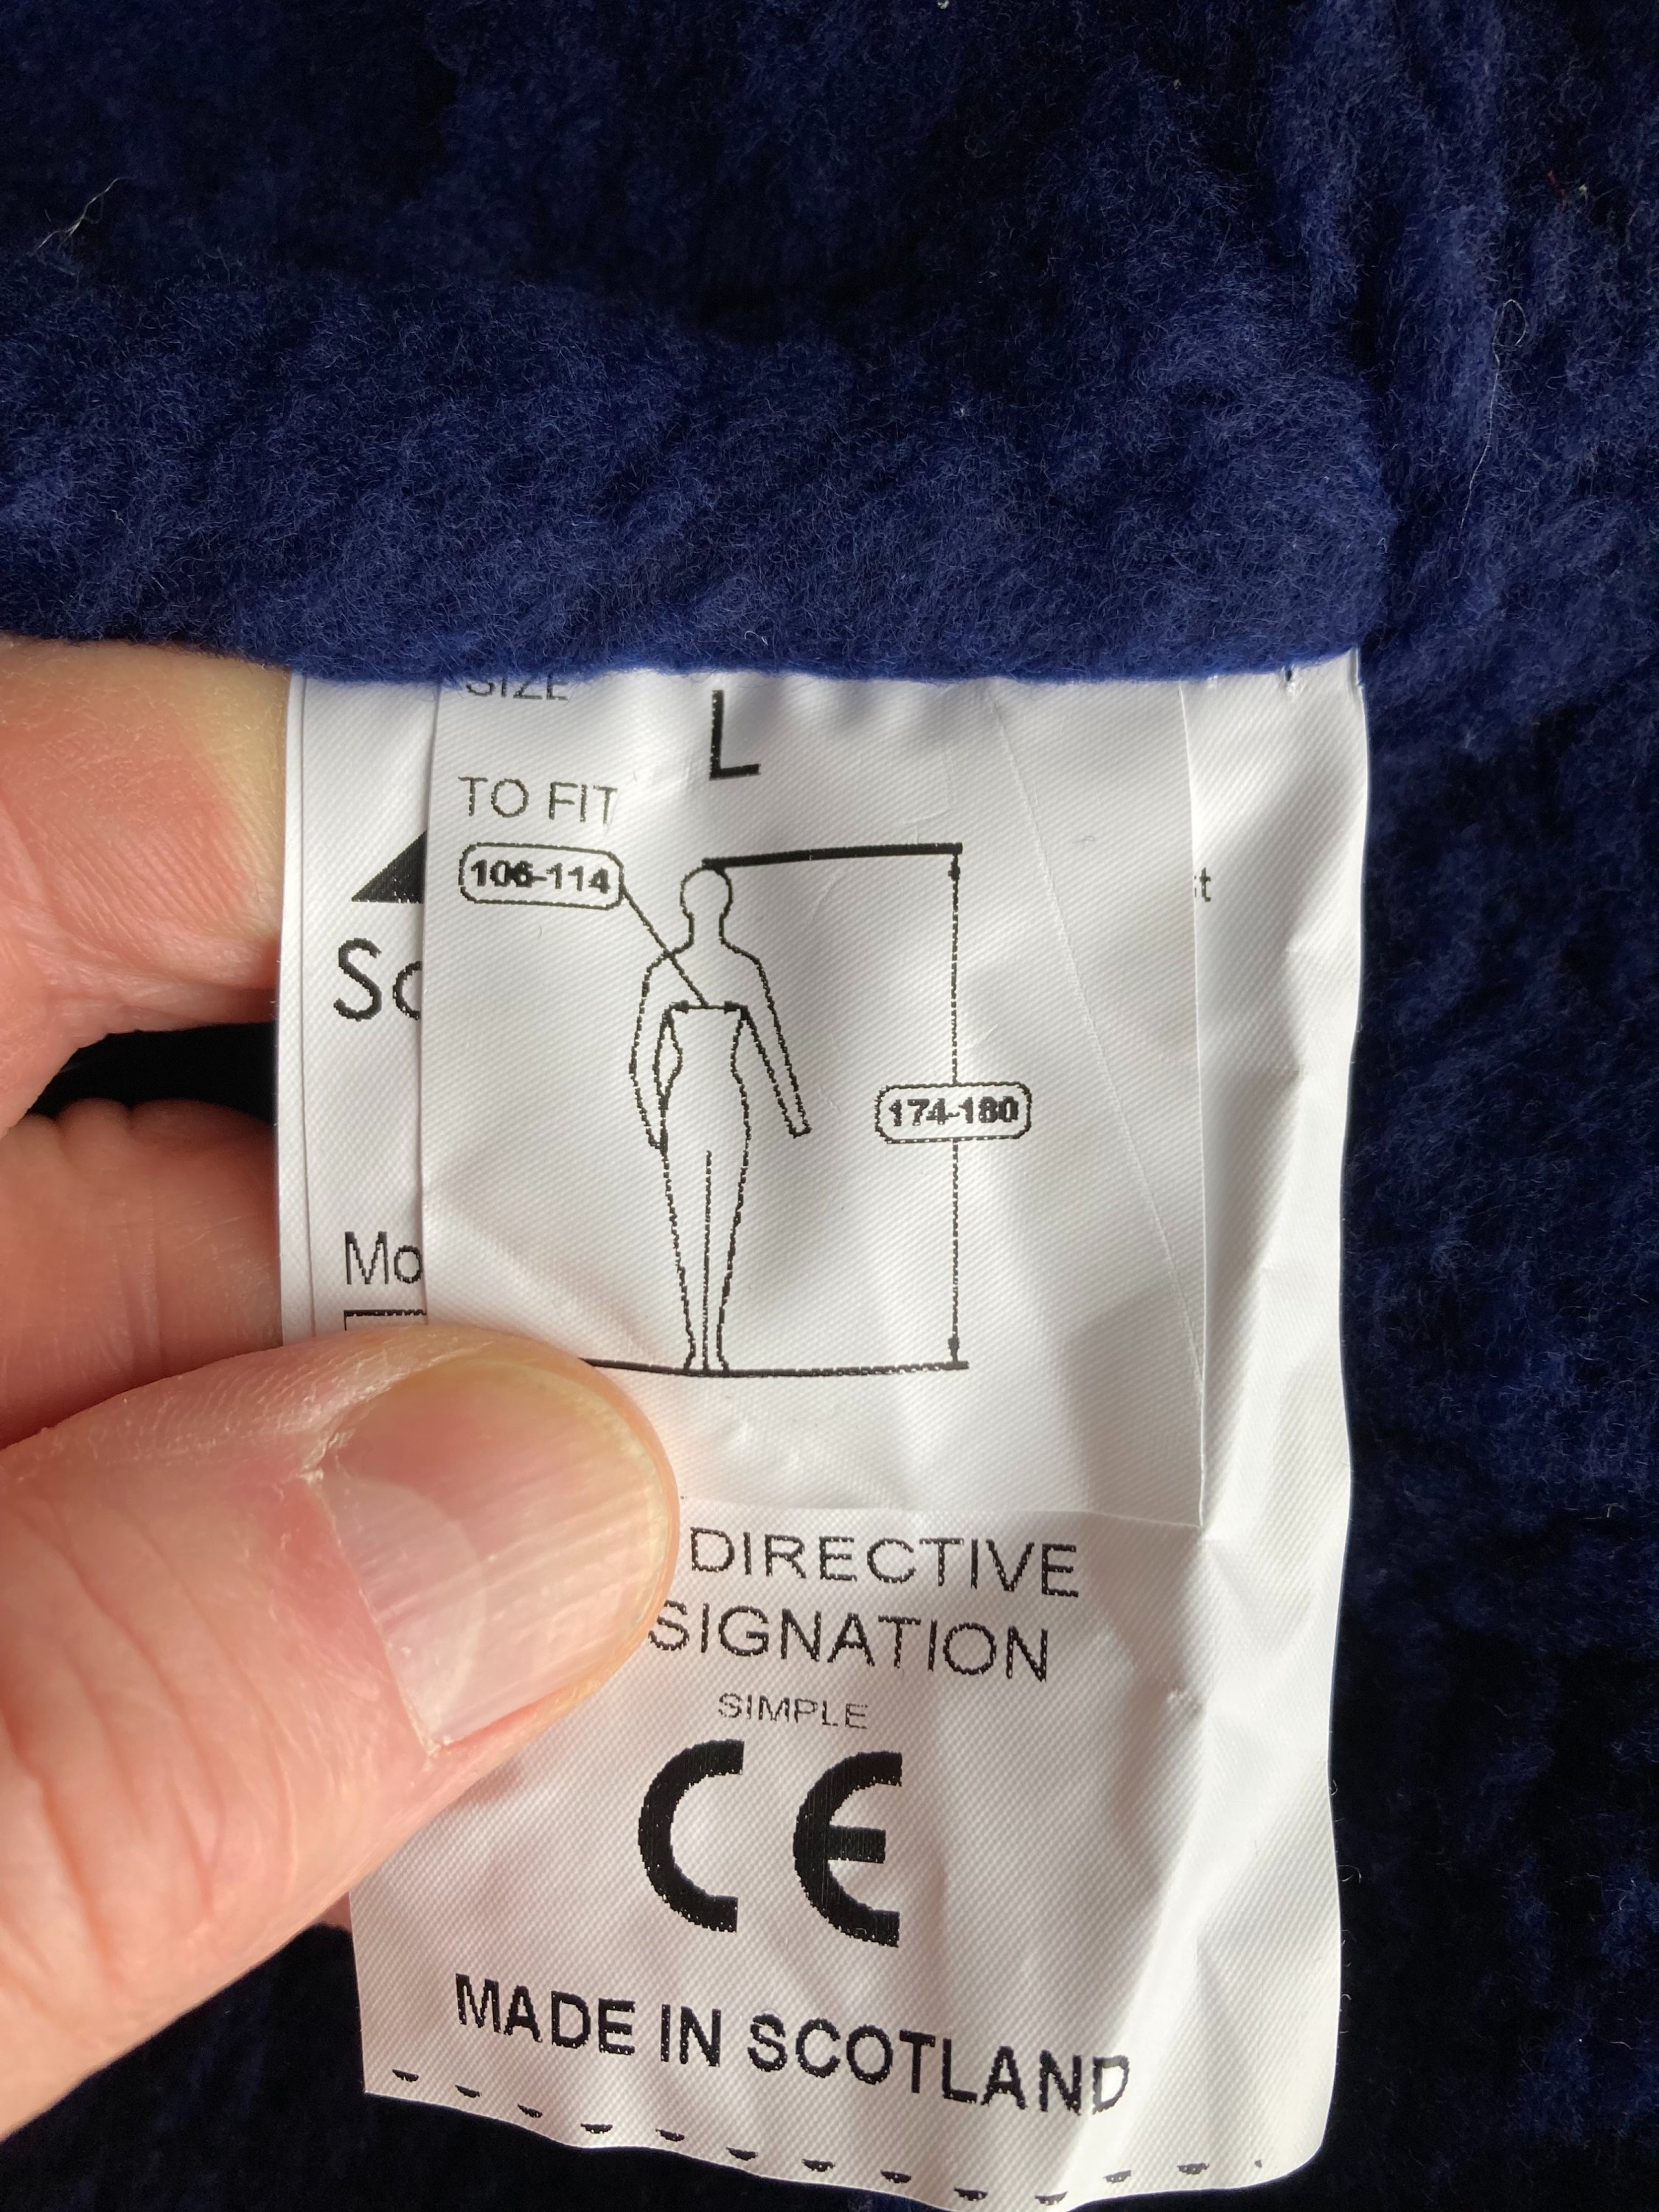 SIZE
L
TO FIT
106-114
174-180
DIRECTIVE
SIGNATION
SIMPLE
CE
MADE IN SCOTLAND